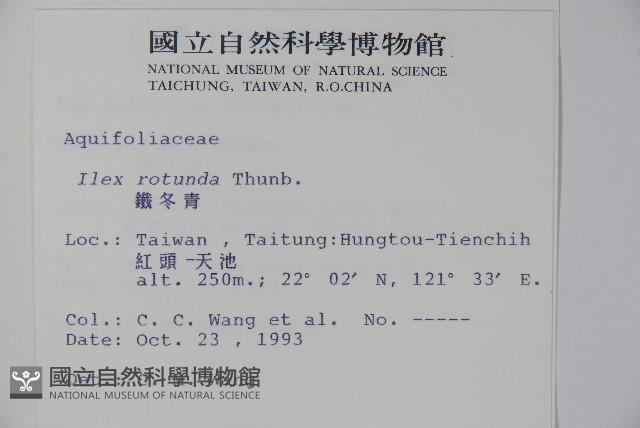 國立自然科學博物館
NATIONAL MUSEUM OF NATURAL SCIENCE
TAICHUNG, TAIWAN, R.O.CHINA
Aquifoliaceae
Ilex rotunda Thunb.
鐵冬青
Loc.: Taiwan , Taitung:Hungtou-Tienchih
紅頭-天池
alt. 250m.; 22° 02′ N, 121° 33′ E.
Col.: C. C. Wang et al. No. -----
Date: Oct. 23 , 1993
國立自然科學博物館
NATIONAL MUSEUM OF NATURAL SCIENCE